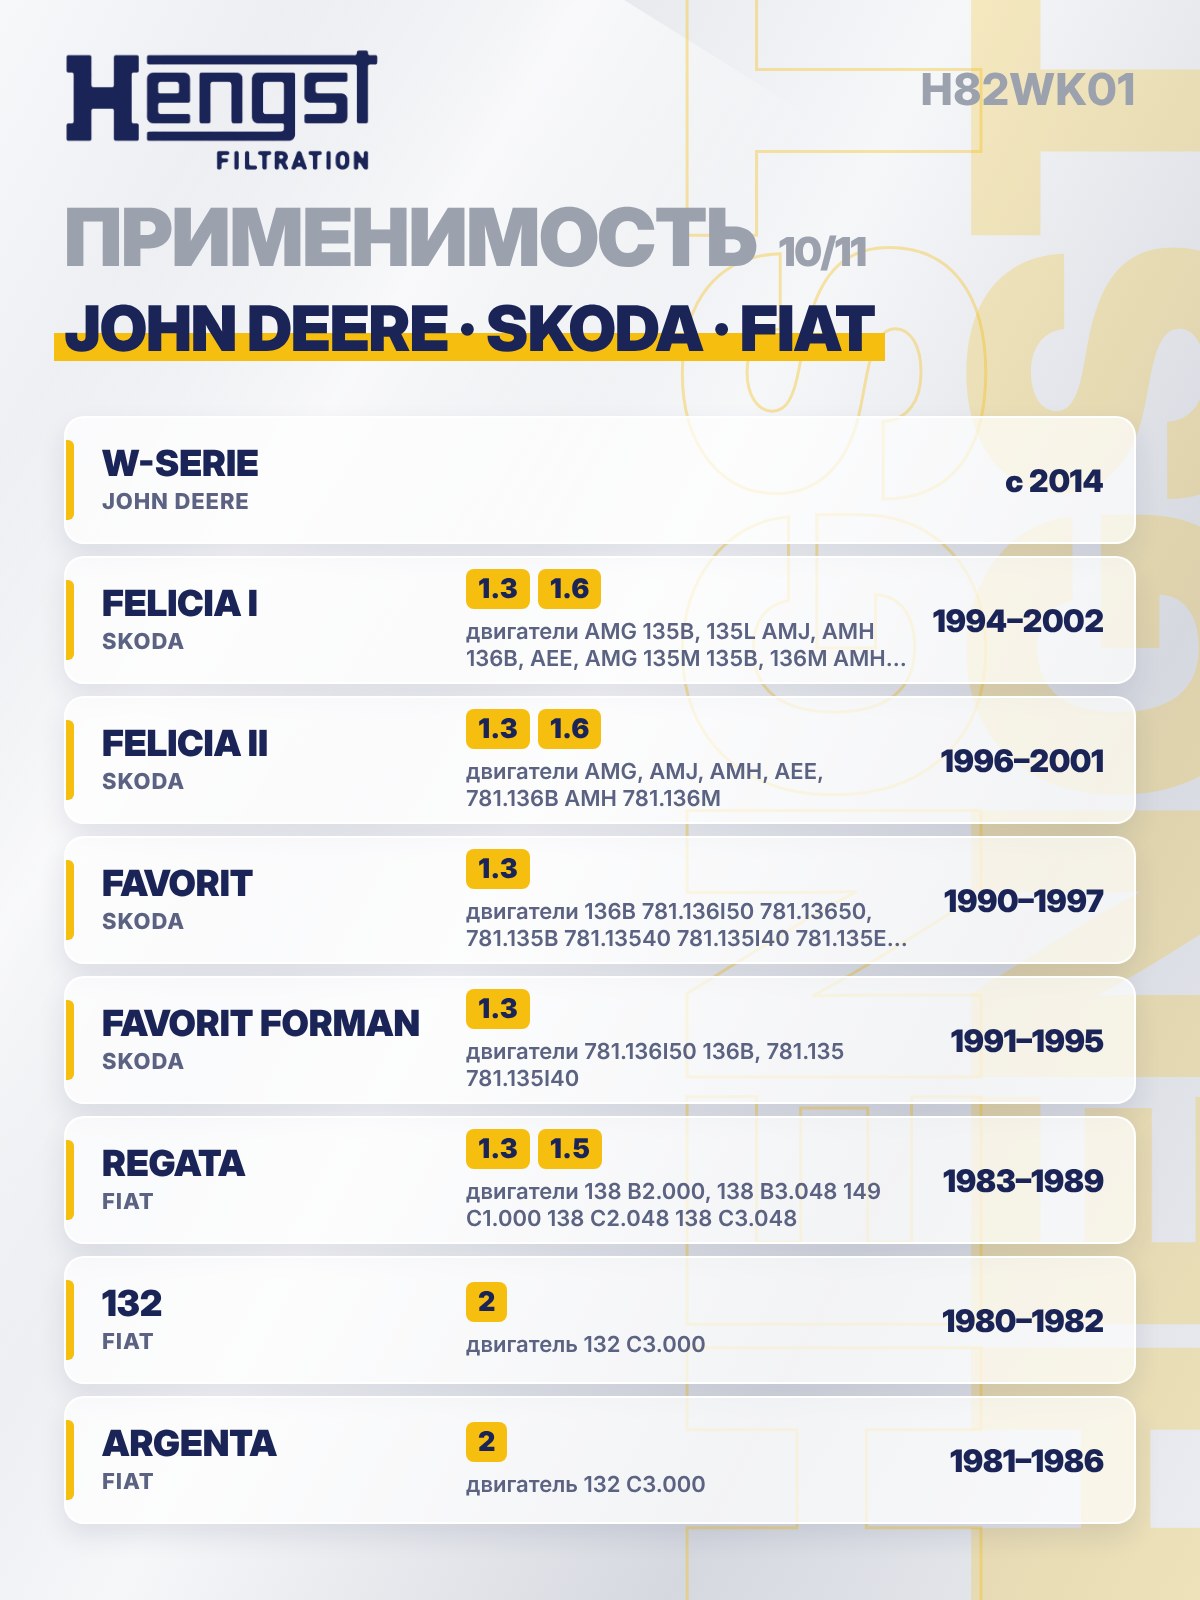 Hengst
FILTRATION
H82WK01
ПРИМЕНИМОСТЬ 10/11
JOHN DEERE · SKODA · FIAT
W-SERIE
JOHN DEERE
с 2014
FELICIA I
SKODA
1.3 1.6
двигатели AMG 135B, 135L AMJ, AMH
136B, AEE, AMG 135M 135B, 136M AMH...
1994–2002
FELICIA II
SKODA
1.3 1.6
двигатели AMG, AMJ, AMH, AEE,
781.136B AMH 781.136M
1996–2001
FAVORIT
SKODA
1.3
двигатели 136B 781.136I50 781.13650,
781.135B 781.13540 781.135I40 781.135E...
1990–1997
FAVORIT FORMAN
SKODA
1.3
двигатели 781.136I50 136B, 781.135
781.135I40
1991–1995
REGATA
FIAT
1.3 1.5
двигатели 138 B2.000, 138 B3.048 149
C1.000 138 C2.048 138 C3.048
1983–1989
132
FIAT
2
двигатель 132 C3.000
1980–1982
ARGENTA
FIAT
2
двигатель 132 C3.000
1981–1986
HENGST
HENGST